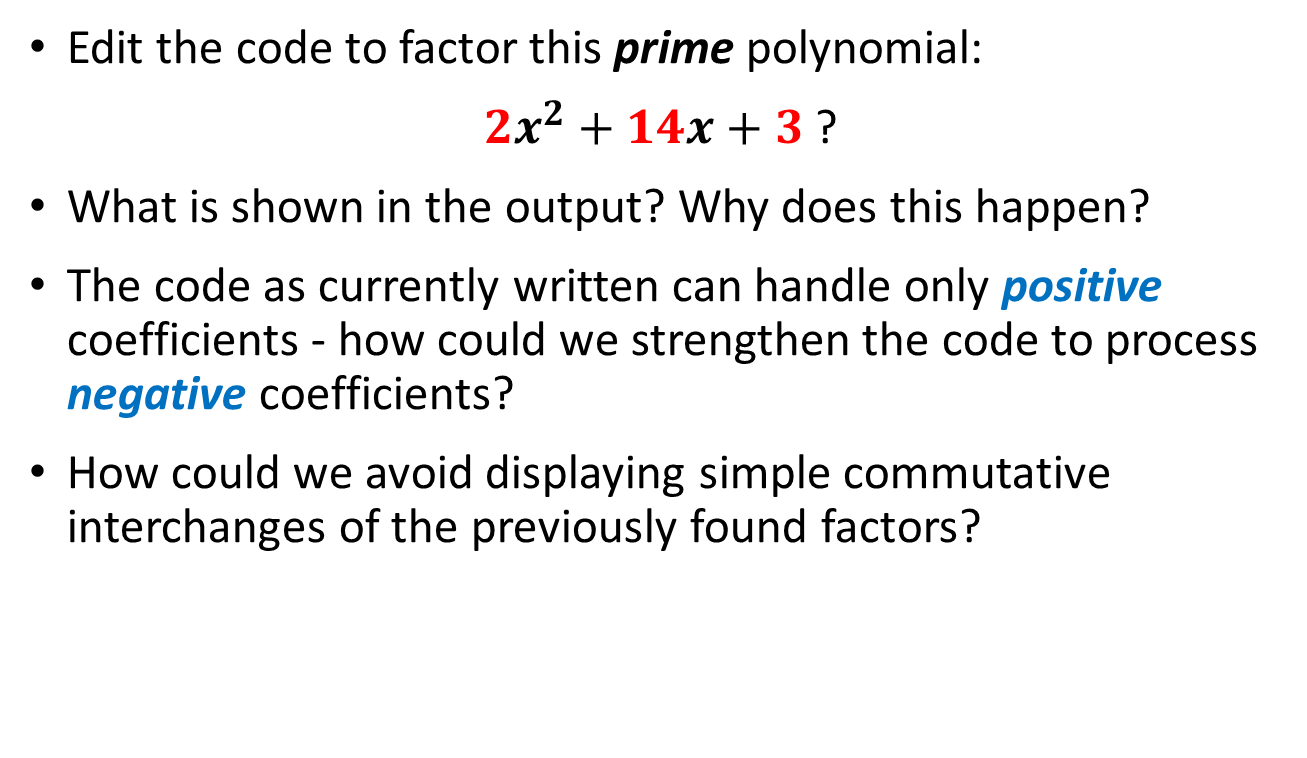 • Edit the code to factor this prime polynomial:
2x² + 14x + 3 ?
• What is shown in the output? Why does this happen?
• The code as currently written can handle only positive
coefficients - how could we strengthen the code to process
negative coefficients?
• How could we avoid displaying simple commutative
interchanges of the previously found factors?